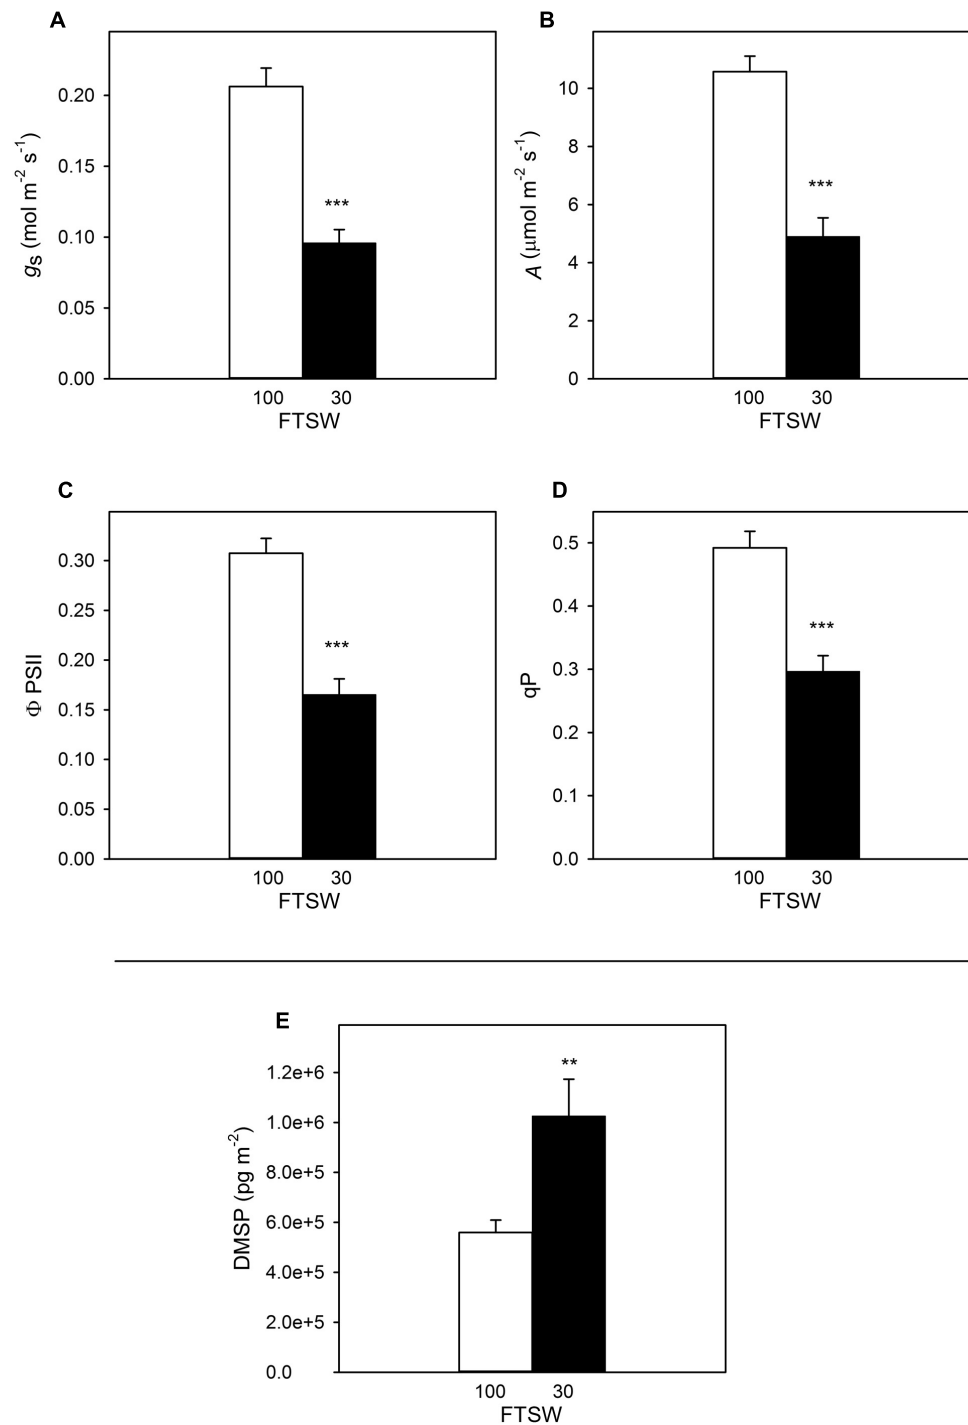 A
B
0.20
0.15
0.10
0.05
0.00
gs (mol m-2 s-1)
***
100 30
FTSW
10
8
6
4
2
0
A (μmol m-2 s-1)
***
100 30
FTSW
C
D
0.30
0.25
0.20
0.15
0.10
0.05
0.00
Φ PSII
***
100 30
FTSW
0.5
0.4
0.3
0.2
0.1
0.0
qP
***
100 30
FTSW
E
1.2e+6
1.0e+6
8.0e+5
6.0e+5
4.0e+5
2.0e+5
0.0
DMSP (pg m-2)
**
100 30
FTSW